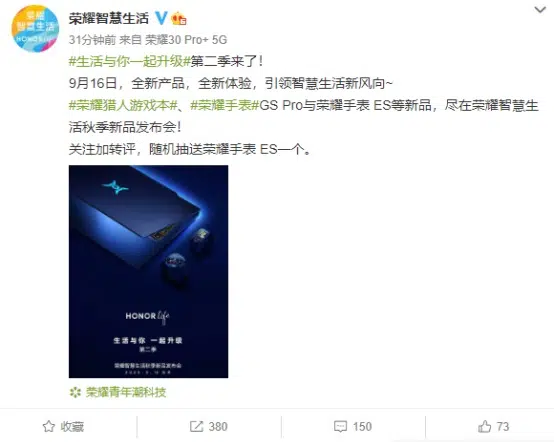 荣耀
智慧生活
HONOR
荣耀智慧生活
31分钟前 来自 荣耀30 Pro+ 5G
#生活与你一起升级#第二季来了！
9月16日，全新产品，全新体验，引领智慧生活新风向~
#荣耀猎人游戏本#、#荣耀手表#GS Pro与荣耀手表 ES等新品，尽在荣耀智慧生
活秋季新品发布会！
关注加转评，随机抽送荣耀手表 ES一个。
HONOR life
生活与你 一起升级
第二季
荣耀智慧生活秋季新品发布会
荣耀青年潮科技
收藏
380
150
73